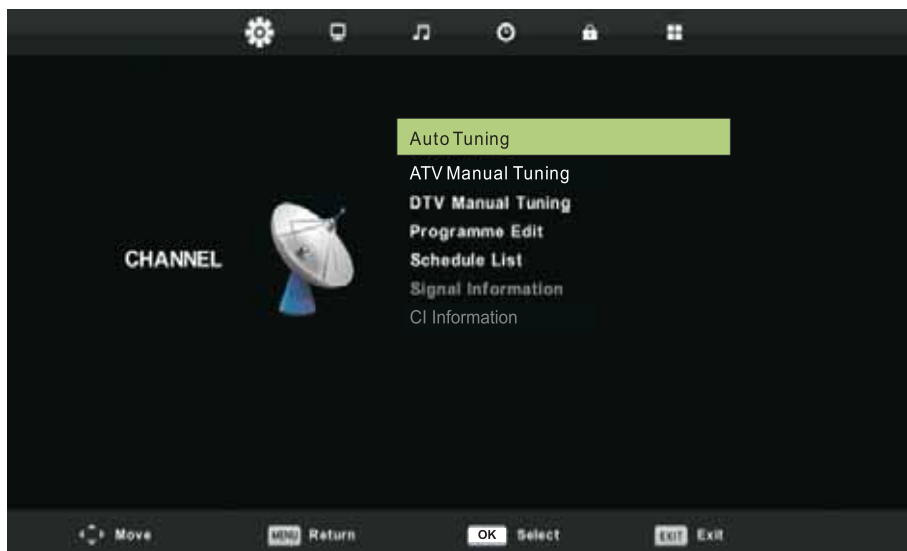 Auto Tuning
ATV Manual Tuning
DTV Manual Tuning
Programme Edit
CHANNEL
Schedule List
Signal Information
CI Information
Move MENU Return OK Select EXIT Exit